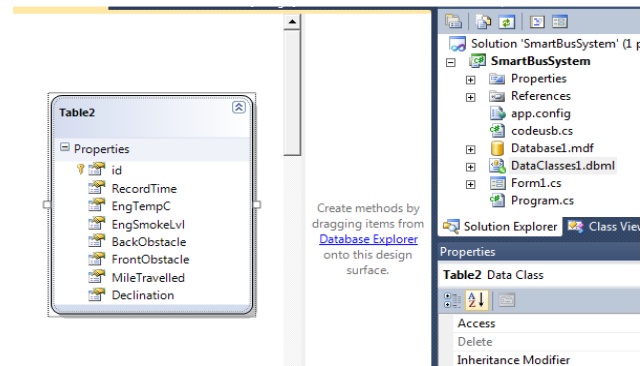 Table2
Properties
id
RecordTime
EngTempC
EngSmokeLvl
BackObstacle
FrontObstacle
MileTravelled
Declination
Create methods by
dragging items from
Database Explorer
onto this design
surface.
Solution 'SmartBusSystem' (1 p
SmartBusSystem
Properties
References
app.config
codeusb.cs
Database1.mdf
DataClasses1.dbml
Form1.cs
Program.cs
Solution Explorer Class View
Properties
Table2 Data Class
Access
Delete
Inheritance Modifier